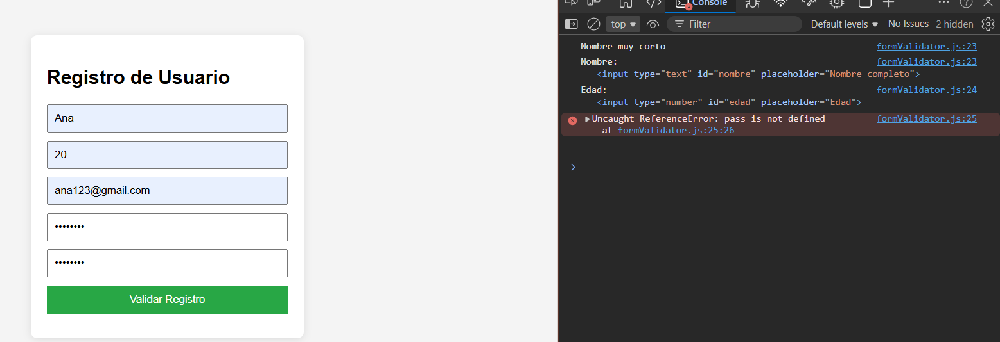 Registro de Usuario
Ana
20
ana123@gmail.com
••••••••
••••••••
Validar Registro
Console
top ▼
Filter
Default levels ▼
No Issues
2 hidden
Nombre muy corto formValidator.js:23
Nombre: formValidator.js:23
<input type="text" id="nombre" placeholder="Nombre completo">
Edad: formValidator.js:24
<input type="number" id="edad" placeholder="Edad">
Uncaught ReferenceError: pass is not defined formValidator.js:25
at formValidator.js:25:26